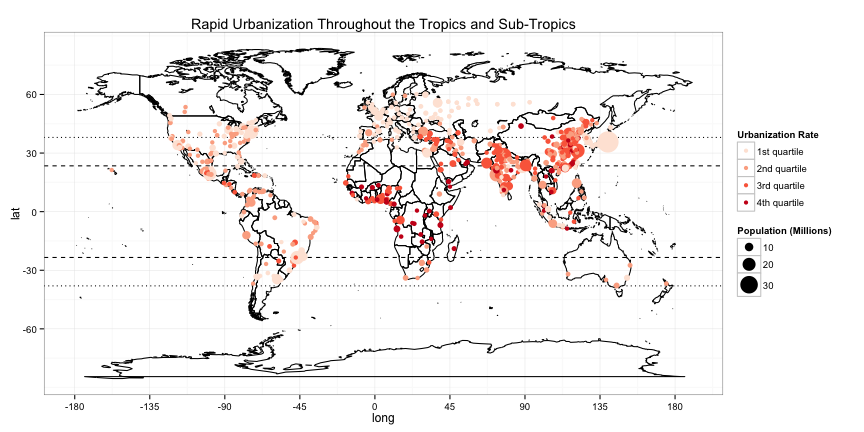 Rapid Urbanization Throughout the Tropics and Sub-Tropics
lat
60
30
0
-30
-60
-180
-135
-90
-45
0
45
90
135
180
long
Urbanization Rate
1st quartile
2nd quartile
3rd quartile
4th quartile
Population (Millions)
10
20
30